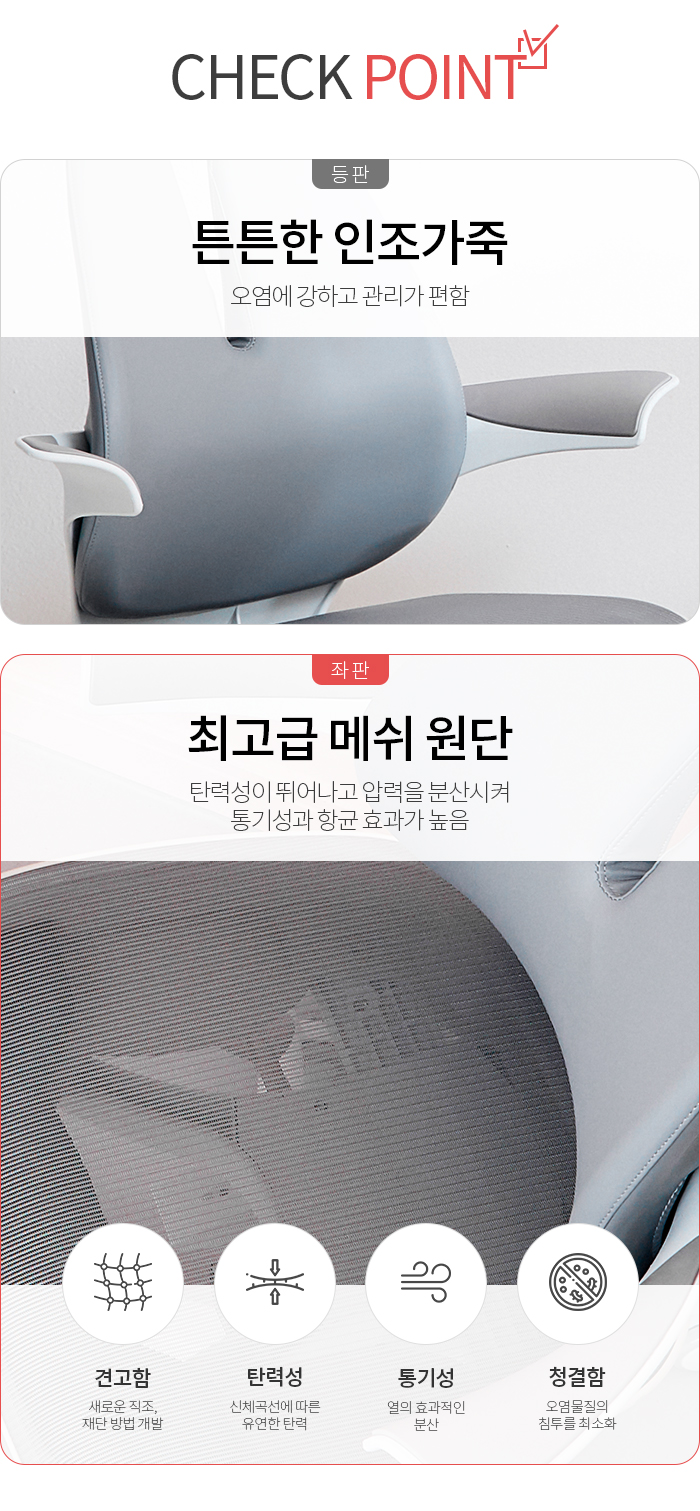 CHECK POINT
등판
튼튼한 인조가죽
오염에 강하고 관리가 편함
좌판
최고급 메쉬 원단
탄력성이 뛰어나고 압력을 분산시켜
통기성과 항균 효과가 높음
견고함
새로운 직조,
재단 방법 개발
탄력성
신체곡선에 따른
유연한 탄력
통기성
열의 효과적인
분산
청결함
오염물질의
침투를 최소화